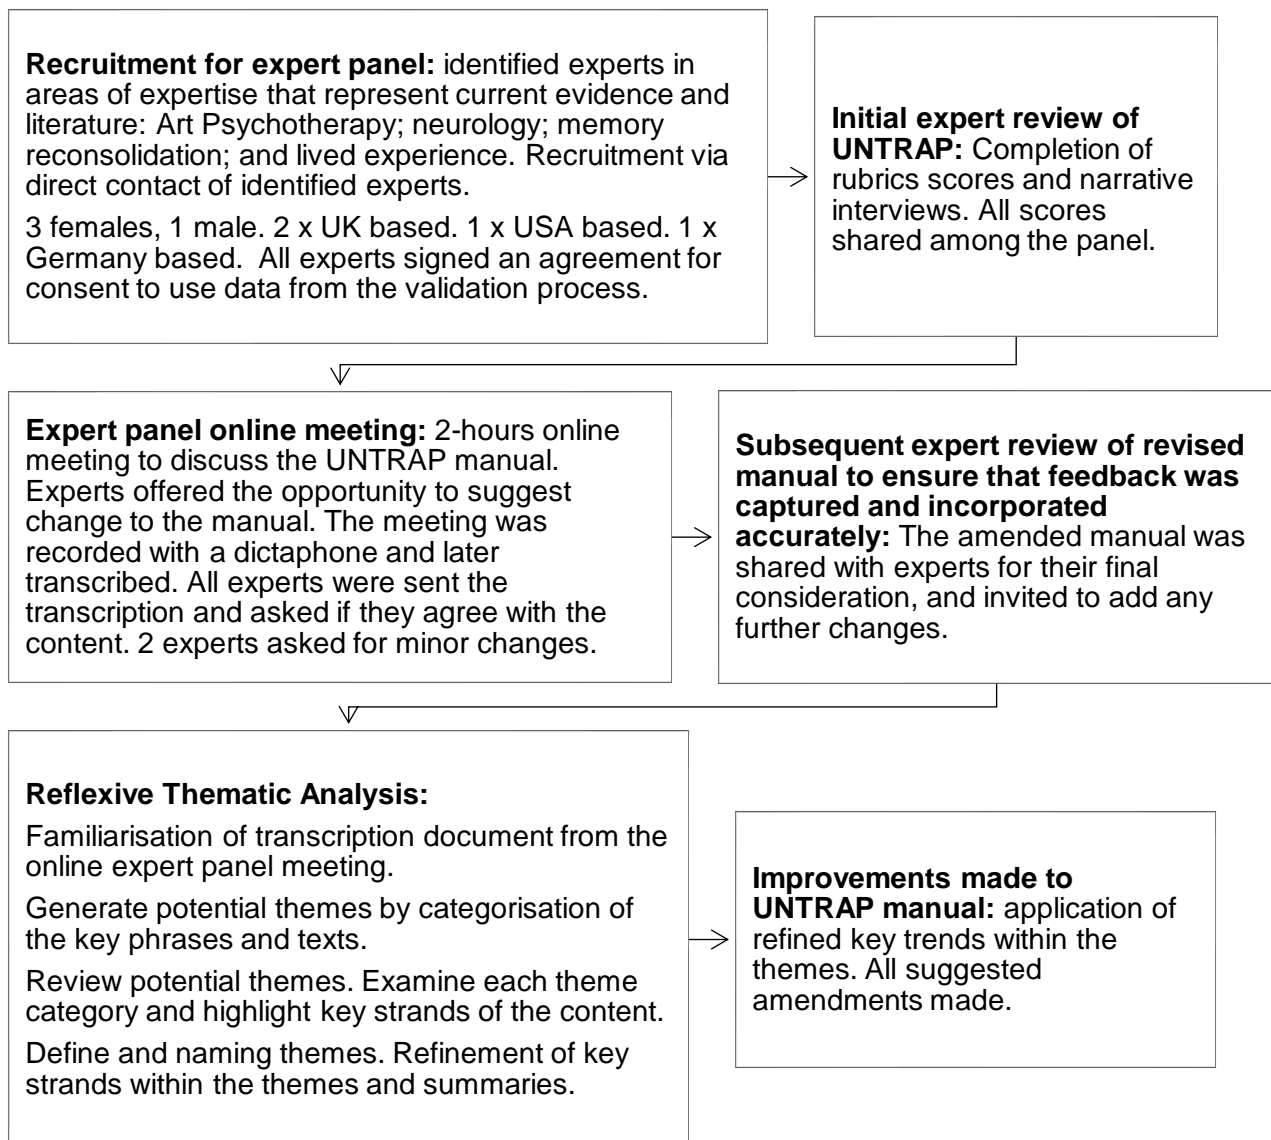 Recruitment for expert panel: identified experts in
areas of expertise that represent current evidence and
literature: Art Psychotherapy; neurology; memory
reconsolidation; and lived experience. Recruitment via
direct contact of identified experts.
3 females, 1 male. 2 x UK based. 1 x USA based. 1 x
Germany based. All experts signed an agreement for
consent to use data from the validation process.
Initial expert review of
UNTRAP: Completion of
rubrics scores and narrative
interviews. All scores
shared among the panel.
Expert panel online meeting: 2-hours online
meeting to discuss the UNTRAP manual.
Experts offered the opportunity to suggest
change to the manual. The meeting was
recorded with a dictaphone and later
transcribed. All experts were sent the
transcription and asked if they agree with the
content. 2 experts asked for minor changes.
Subsequent expert review of revised
manual to ensure that feedback was
captured and incorporated
accurately: The amended manual was
shared with experts for their final
consideration, and invited to add any
further changes.
Reflexive Thematic Analysis:
Familiarisation of transcription document from the
online expert panel meeting.
Generate potential themes by categorisation of
the key phrases and texts.
Review potential themes. Examine each theme
category and highlight key strands of the content.
Define and naming themes. Refinement of key
strands within the themes and summaries.
Improvements made to
UNTRAP manual: application of
refined key trends within the
themes. All suggested
amendments made.